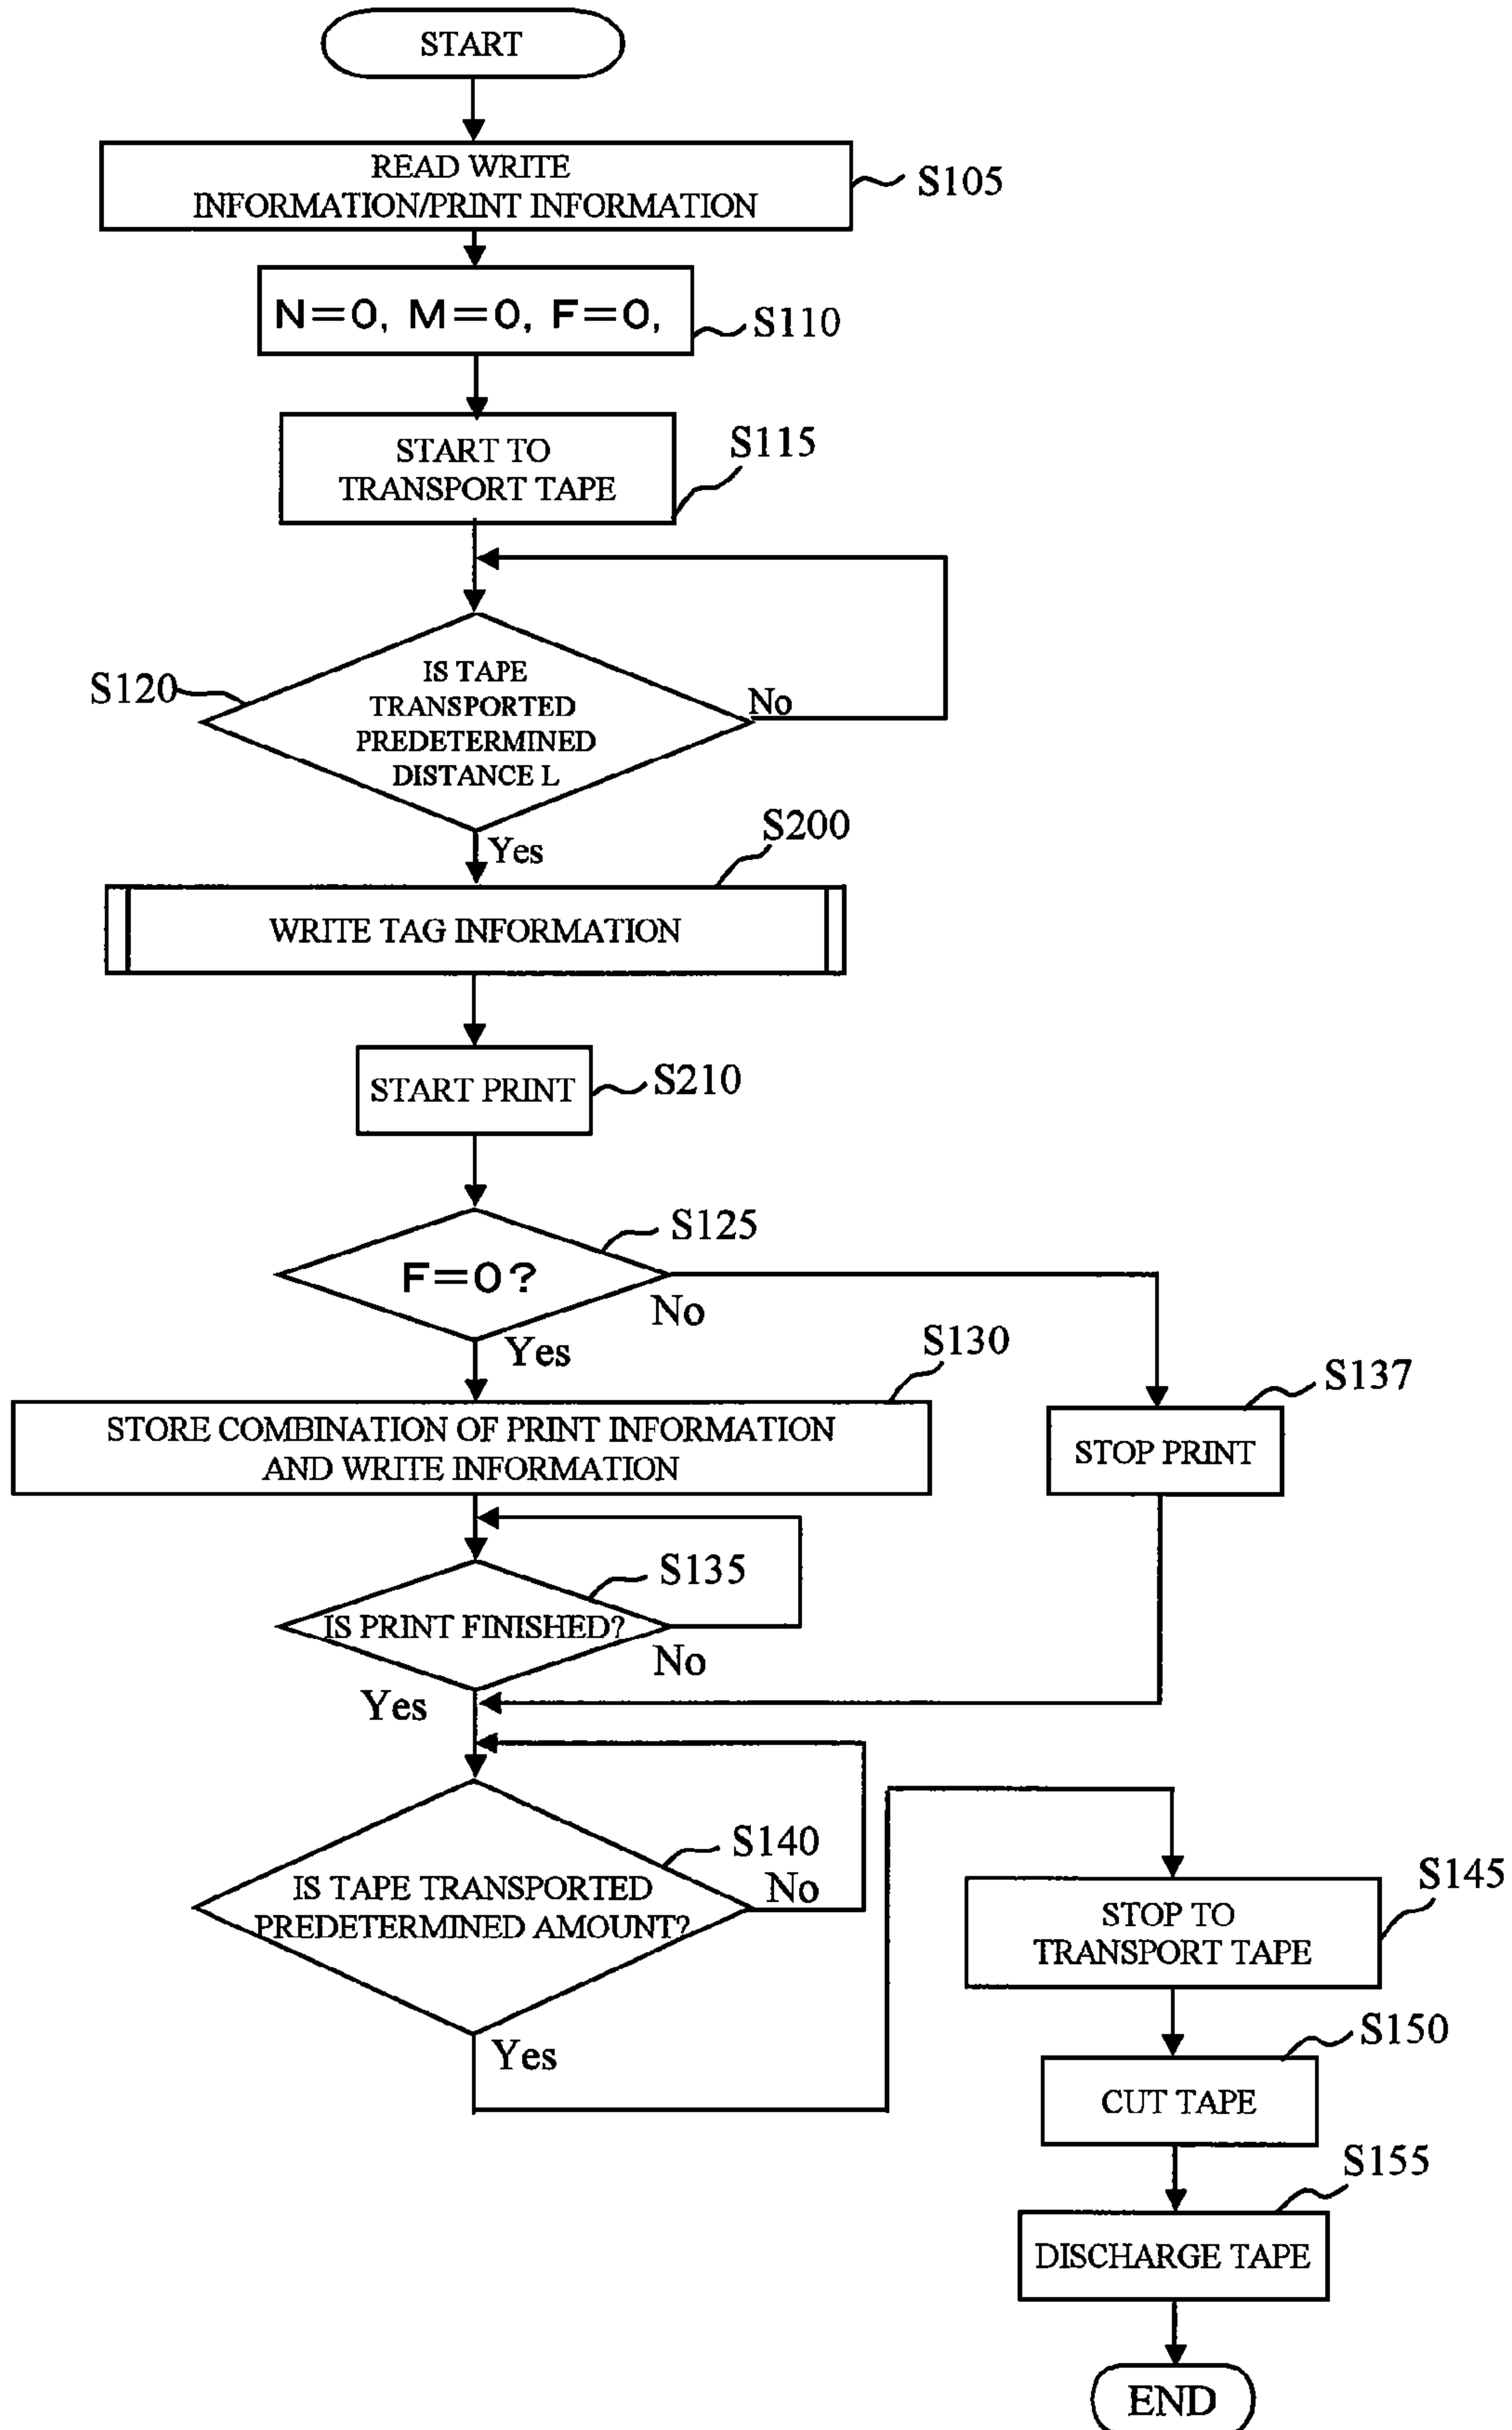 START
READ WRITE
INFORMATION/PRINT INFORMATION
S105
N=0, M=0, F=0,
S110
START TO
TRANSPORT TAPE
S115
S120
IS TAPE
TRANSPORTED
PREDETERMINED
DISTANCE L
No
Yes
S200
WRITE TAG INFORMATION
START PRINT
S210
S125
F=0?
No
Yes
S130
STORE COMBINATION OF PRINT INFORMATION
AND WRITE INFORMATION
S137
STOP PRINT
S135
IS PRINT FINISHED?
No
Yes
S140
IS TAPE TRANSPORTED
PREDETERMINED AMOUNT?
No
Yes
S145
STOP TO
TRANSPORT TAPE
S150
CUT TAPE
S155
DISCHARGE TAPE
END